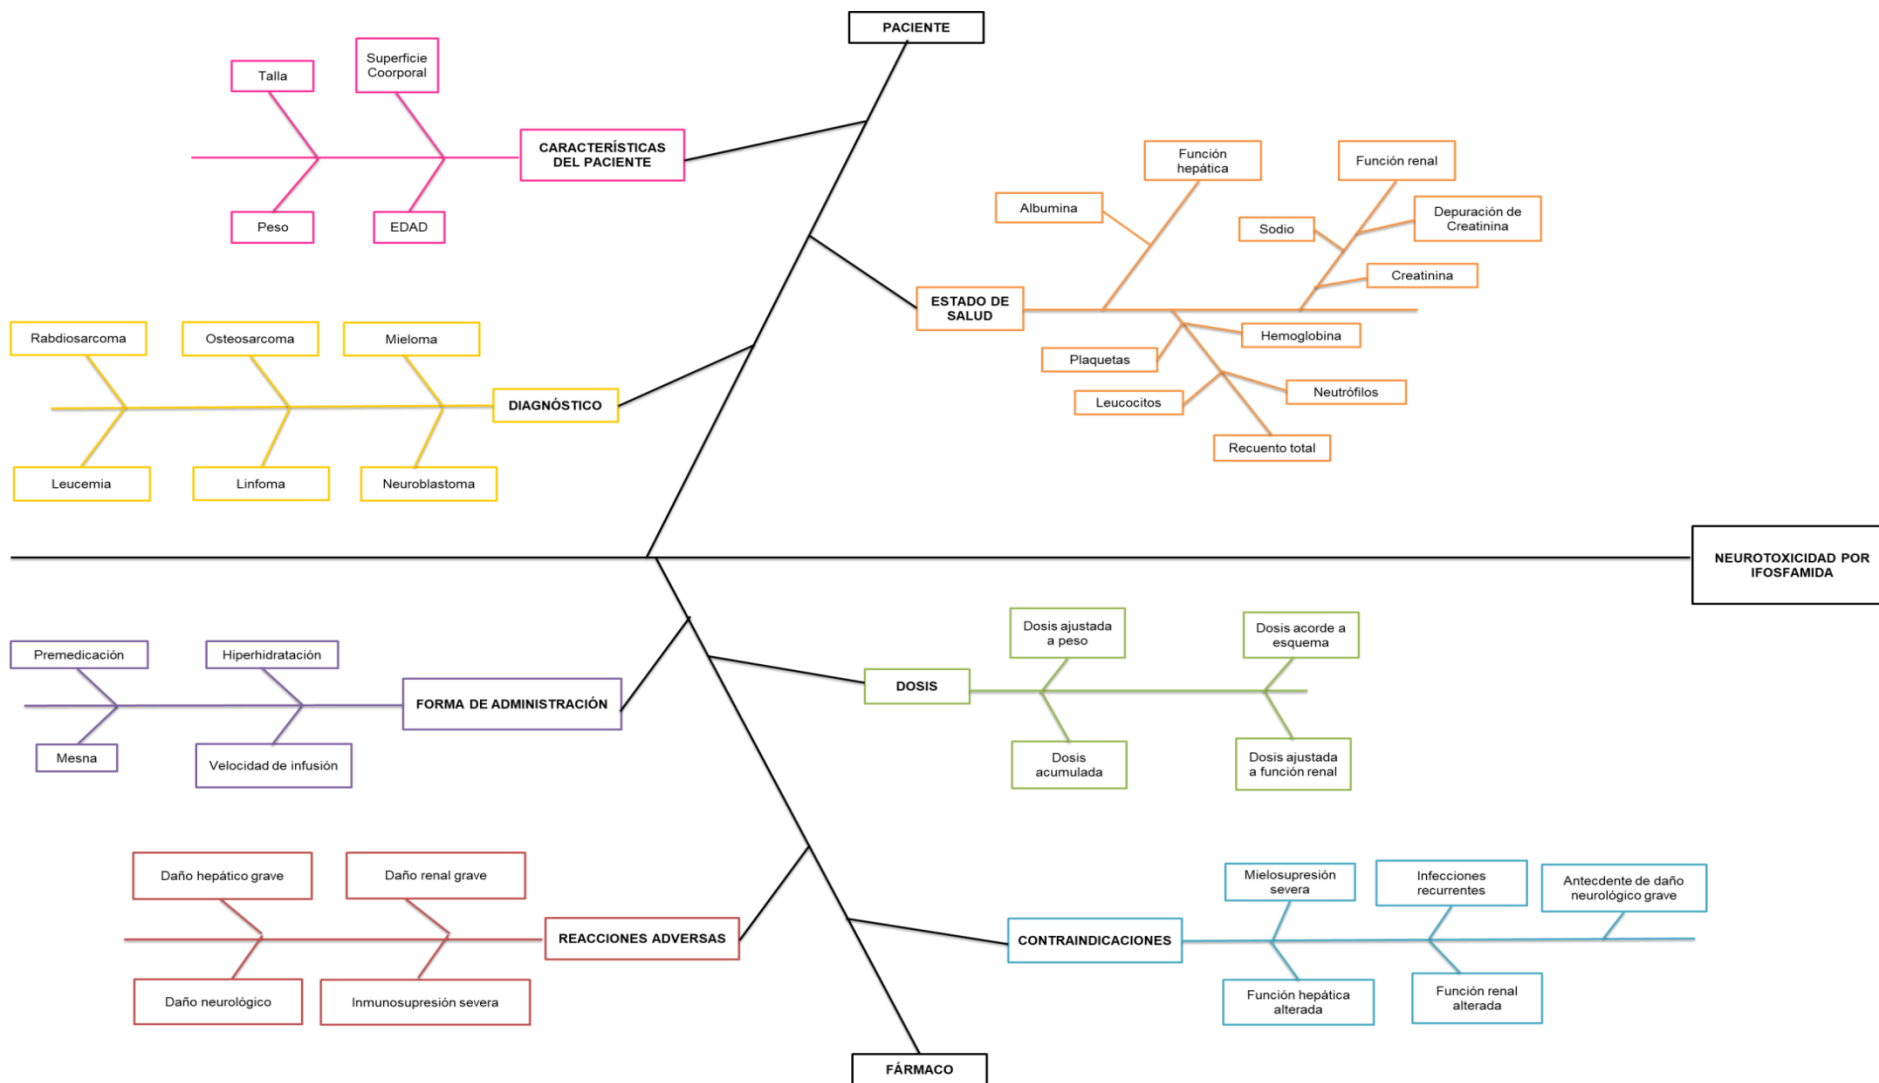 PACIENTE
Superficie
Coorporal
Talla
CARACTERÍSTICAS
DEL PACIENTE
Peso
EDAD
Función
hepática
Función renal
Albumina
Depuración de
Creatinina
Sodio
Creatinina
ESTADO DE
SALUD
Hemoglobina
Plaquetas
Neutrófilos
Leucocitos
Recuento total
Rabdiosarcoma
Osteosarcoma
Mieloma
DIAGNÓSTICO
Leucemia
Linfoma
Neuroblastoma
NEUROTOXICIDAD POR
IFOSFAMIDA
Premedicación
Hiperhidratación
FORMA DE ADMINISTRACIÓN
Mesna
Velocidad de infusión
Dosis ajustada
a peso
Dosis acorde a
esquema
DOSIS
Dosis
acumulada
Dosis ajustada
a función renal
Daño hepático grave
Daño renal grave
REACCIONES ADVERSAS
Daño neurológico
Inmunosupresión severa
Mielosupresión
severa
Infecciones
recurrentes
Antecdente de daño
neurológico grave
CONTRAINDICACIONES
Función hepática
alterada
Función renal
alterada
FÁRMACO